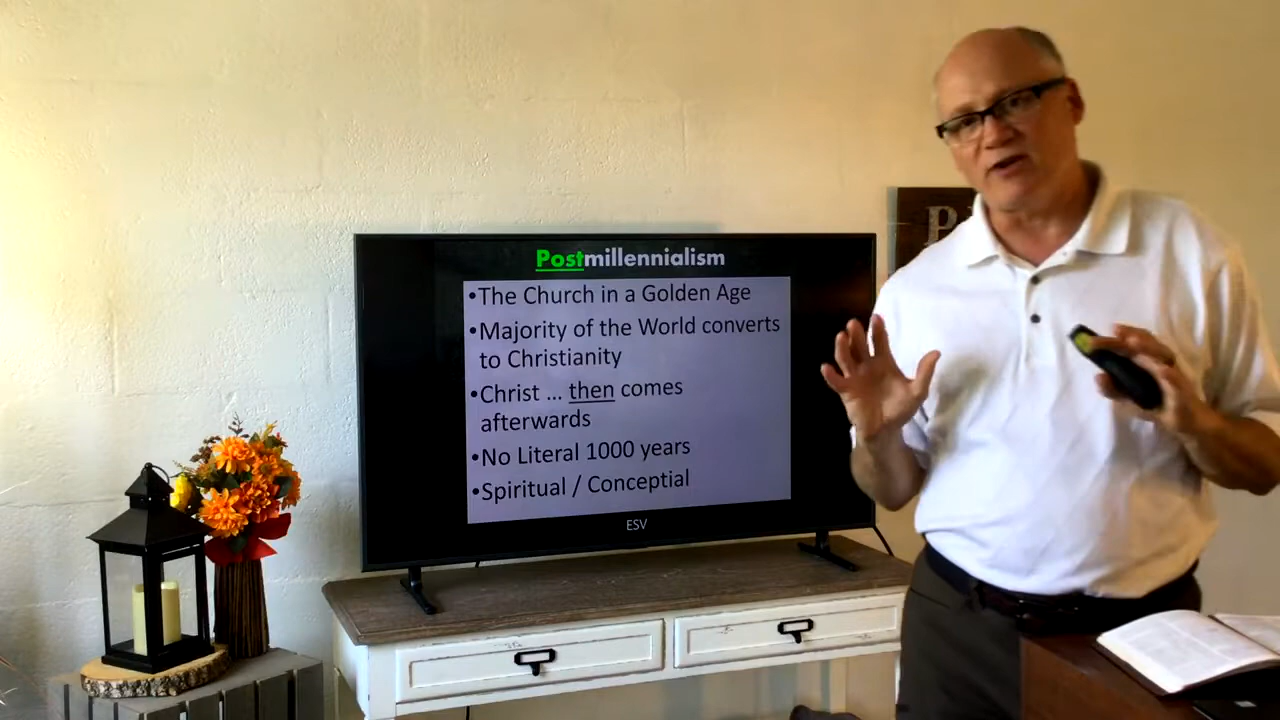 Postmillennialism
•The Church in a Golden Age
•Majority of the World converts
to Christianity
•Christ ... then comes
afterwards
•No Literal 1000 years
•Spiritual / Conceptial
ESV